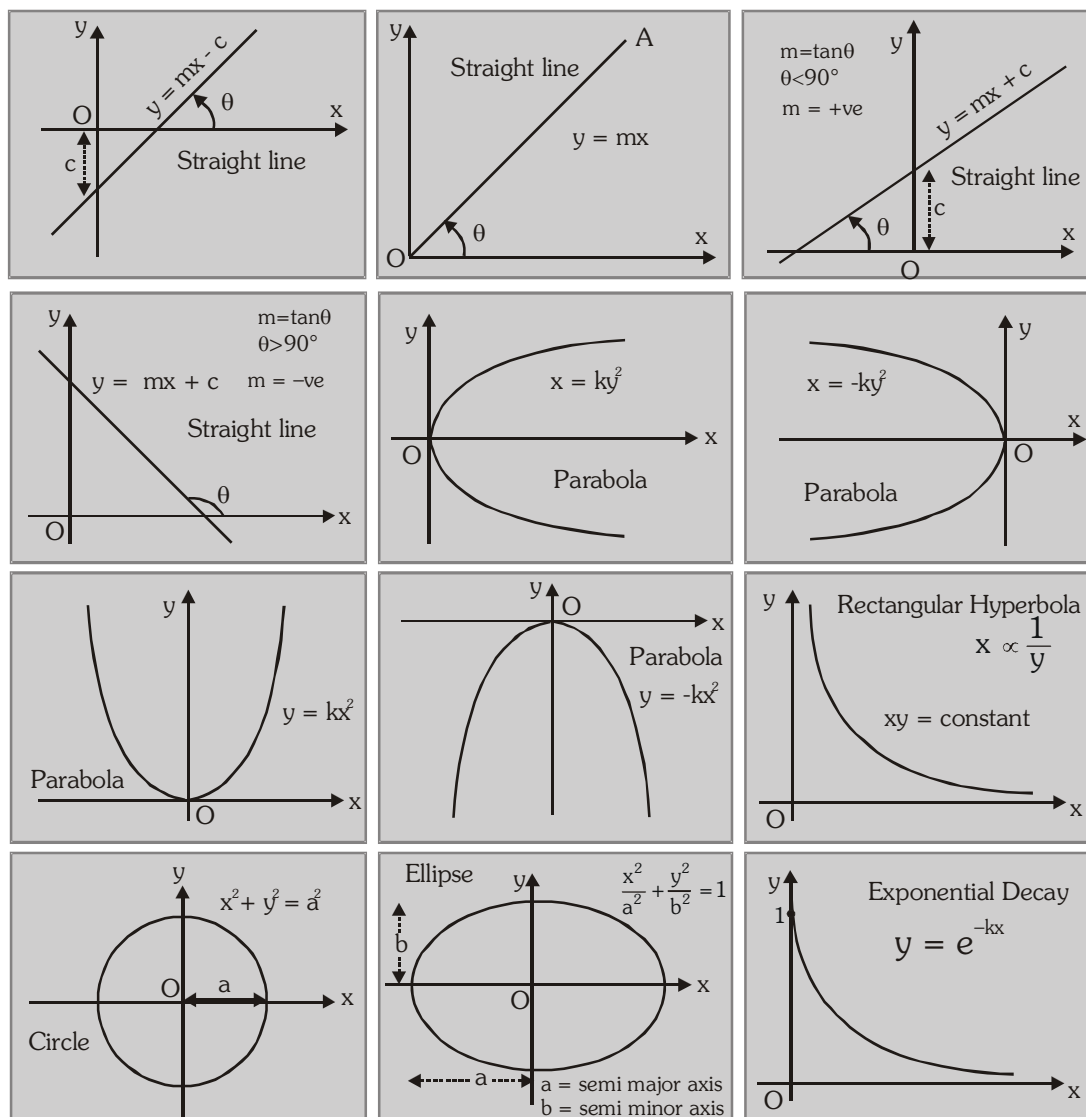 y
y = mx - c
θ
O
x
c
Straight line
y
A
Straight line
y = mx
θ
O
x
m=tanθ
θ<90°
m = +ve
y
y = mx + c
Straight line
c
θ
x
O
y
m=tanθ
θ>90°
y = mx + c m = −ve
Straight line
θ
O
x
y
x = ky²
O
x
Parabola
y
x = -ky²
x
O
Parabola
y
y = kx²
Parabola
O
x
y
O
x
Parabola
y = -kx²
y
Rectangular Hyperbola
x ∝ 1/y
xy = constant
O
x
y
x² + y² = a²
O
a
x
Circle
Ellipse
y
x²/a² + y²/b² = 1
b
O
x
a
a = semi major axis
b = semi minor axis
y
Exponential Decay
1
y = e^−kx
O
x